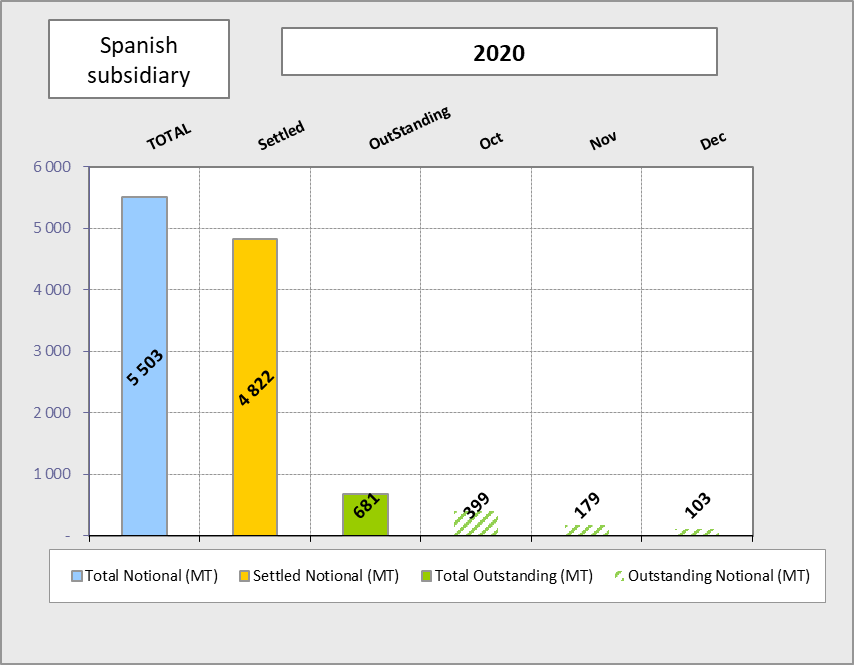 Spanish
subsidiary
2020
TOTAL
Settled
OutStanding
Oct
Nov
Dec
6 000
5 000
4 000
3 000
2 000
1 000
-
5 503
4 822
681
399
179
103
Total Notional (MT)
Settled Notional (MT)
Total Outstanding (MT)
Outstanding Notional (MT)